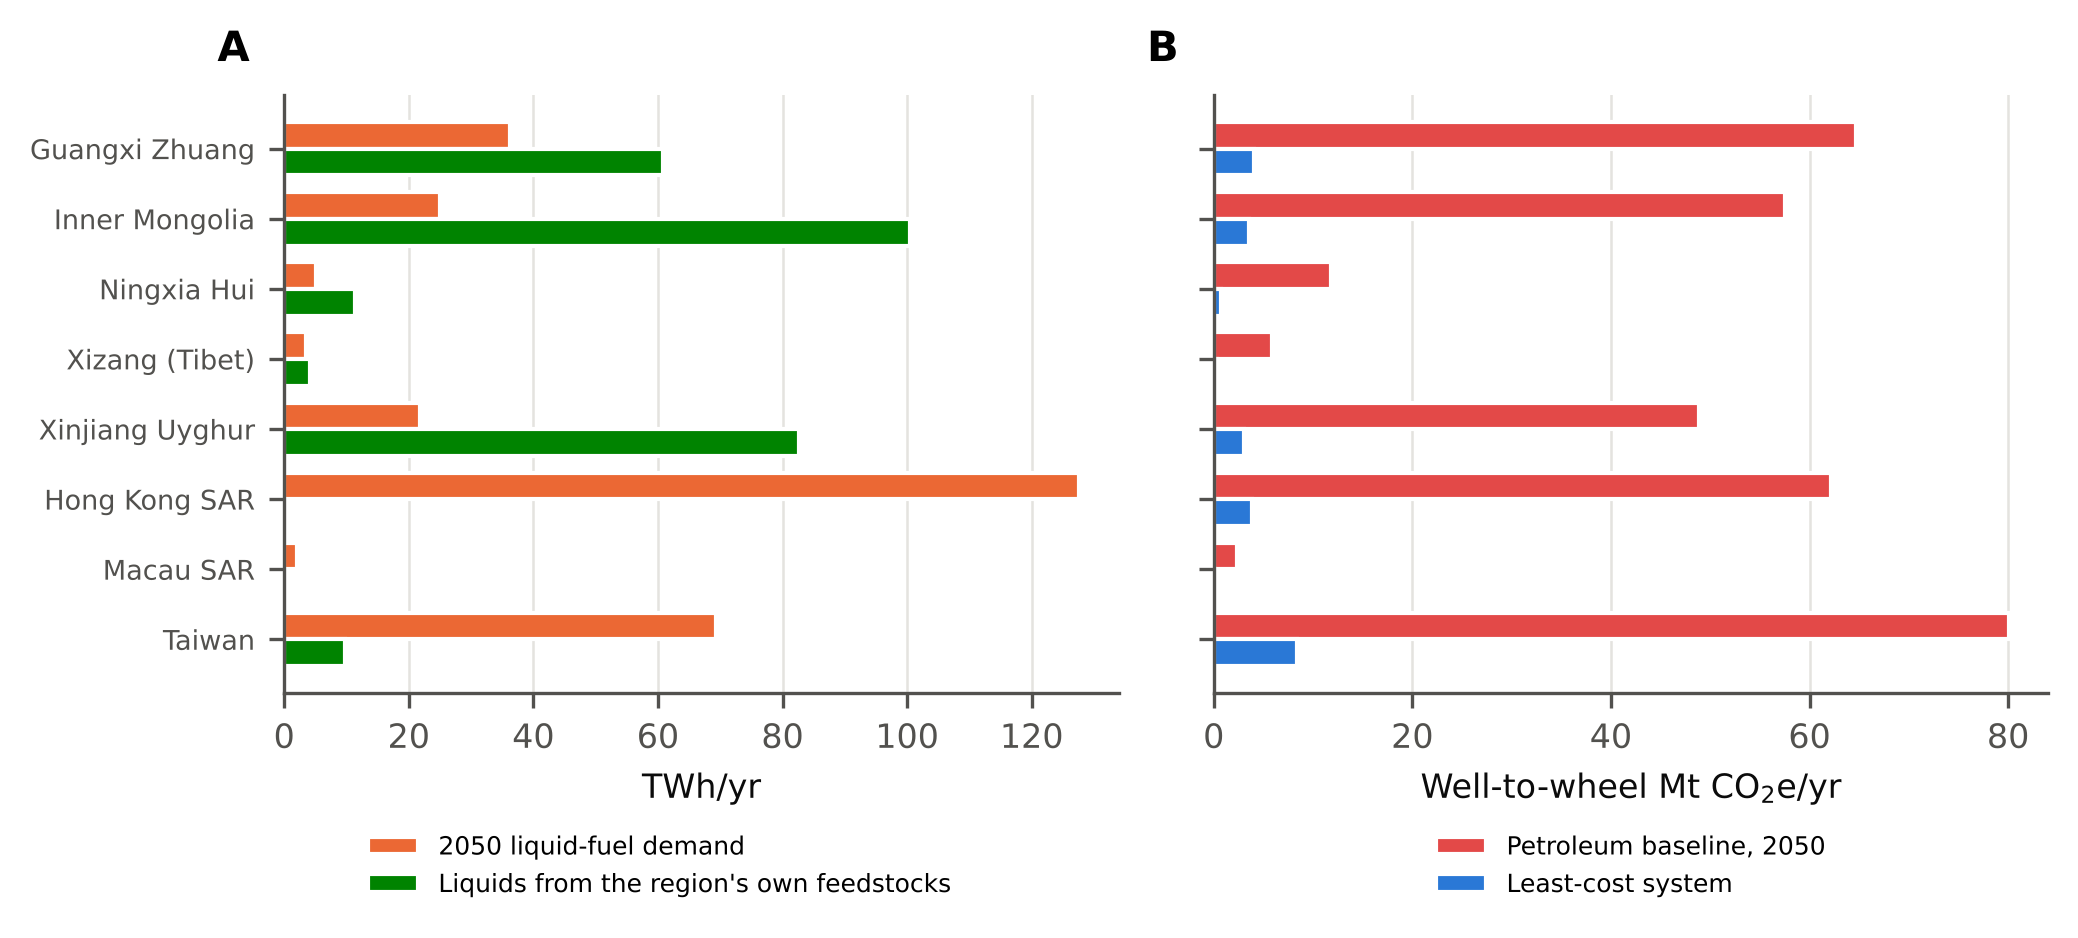 A
B
Guangxi Zhuang
Inner Mongolia
Ningxia Hui
Xizang (Tibet)
Xinjiang Uyghur
Hong Kong SAR
Macau SAR
Taiwan
0 20 40 60 80 100 120
TWh/yr
2050 liquid-fuel demand
Liquids from the region's own feedstocks
0 20 40 60 80
Well-to-wheel Mt CO₂e/yr
Petroleum baseline, 2050
Least-cost system